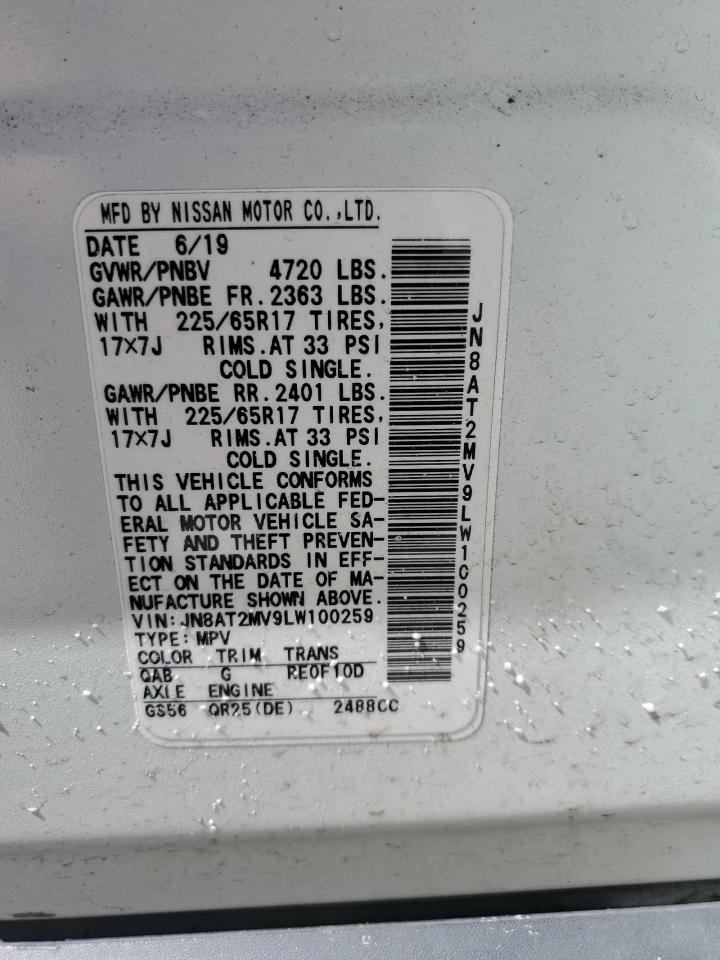 MFD BY NISSAN MOTOR CO.,LTD.
DATE 6/19
GVWR/PNBV 4720 LBS.
GAWR/PNBE FR. 2363 LBS.
WITH 225/65R17 TIRES,
17×7J RIMS.AT 33 PSI
COLD SINGLE.
GAWR/PNBE RR. 2401 LBS.
WITH 225/65R17 TIRES,
17×7J RIMS.AT 33 PSI
COLD SINGLE.
THIS VEHICLE CONFORMS
TO ALL APPLICABLE FED-
ERAL MOTOR VEHICLE SA-
FETY AND THEFT PREVEN-
TION STANDARDS IN EFF-
ECT ON THE DATE OF MA-
NUFACTURE SHOWN ABOVE.
VIN:JN8AT2MV9LW100259
TYPE:MPV
COLOR TRIM TRANS
QAB G RE0F10D
AXLE ENGINE
GS56 QR25(DE) 2488CC
JN8AT2MV9LW100259